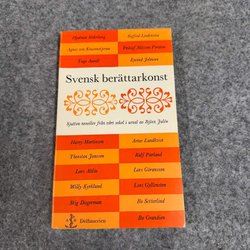 Hjalmar Söderberg Sigfrid Lindström
Agnes von Krusenstjerna Fritiof Nilsson Piraten
Tage Aurell Eyvind Johnson
Svensk berättarkonst
Sjutton noveller från vårt sekel i urval av Björn Julén
Harry Martinson Artur Lundkvist
Thorsten Jonsson Ralf Parland
Lars Ahlin Lars Göransson
Willy Kyrklund Lars Gyllensten
Stig Dagerman Bo Setterlind
Bo Grandien
Delfinserien